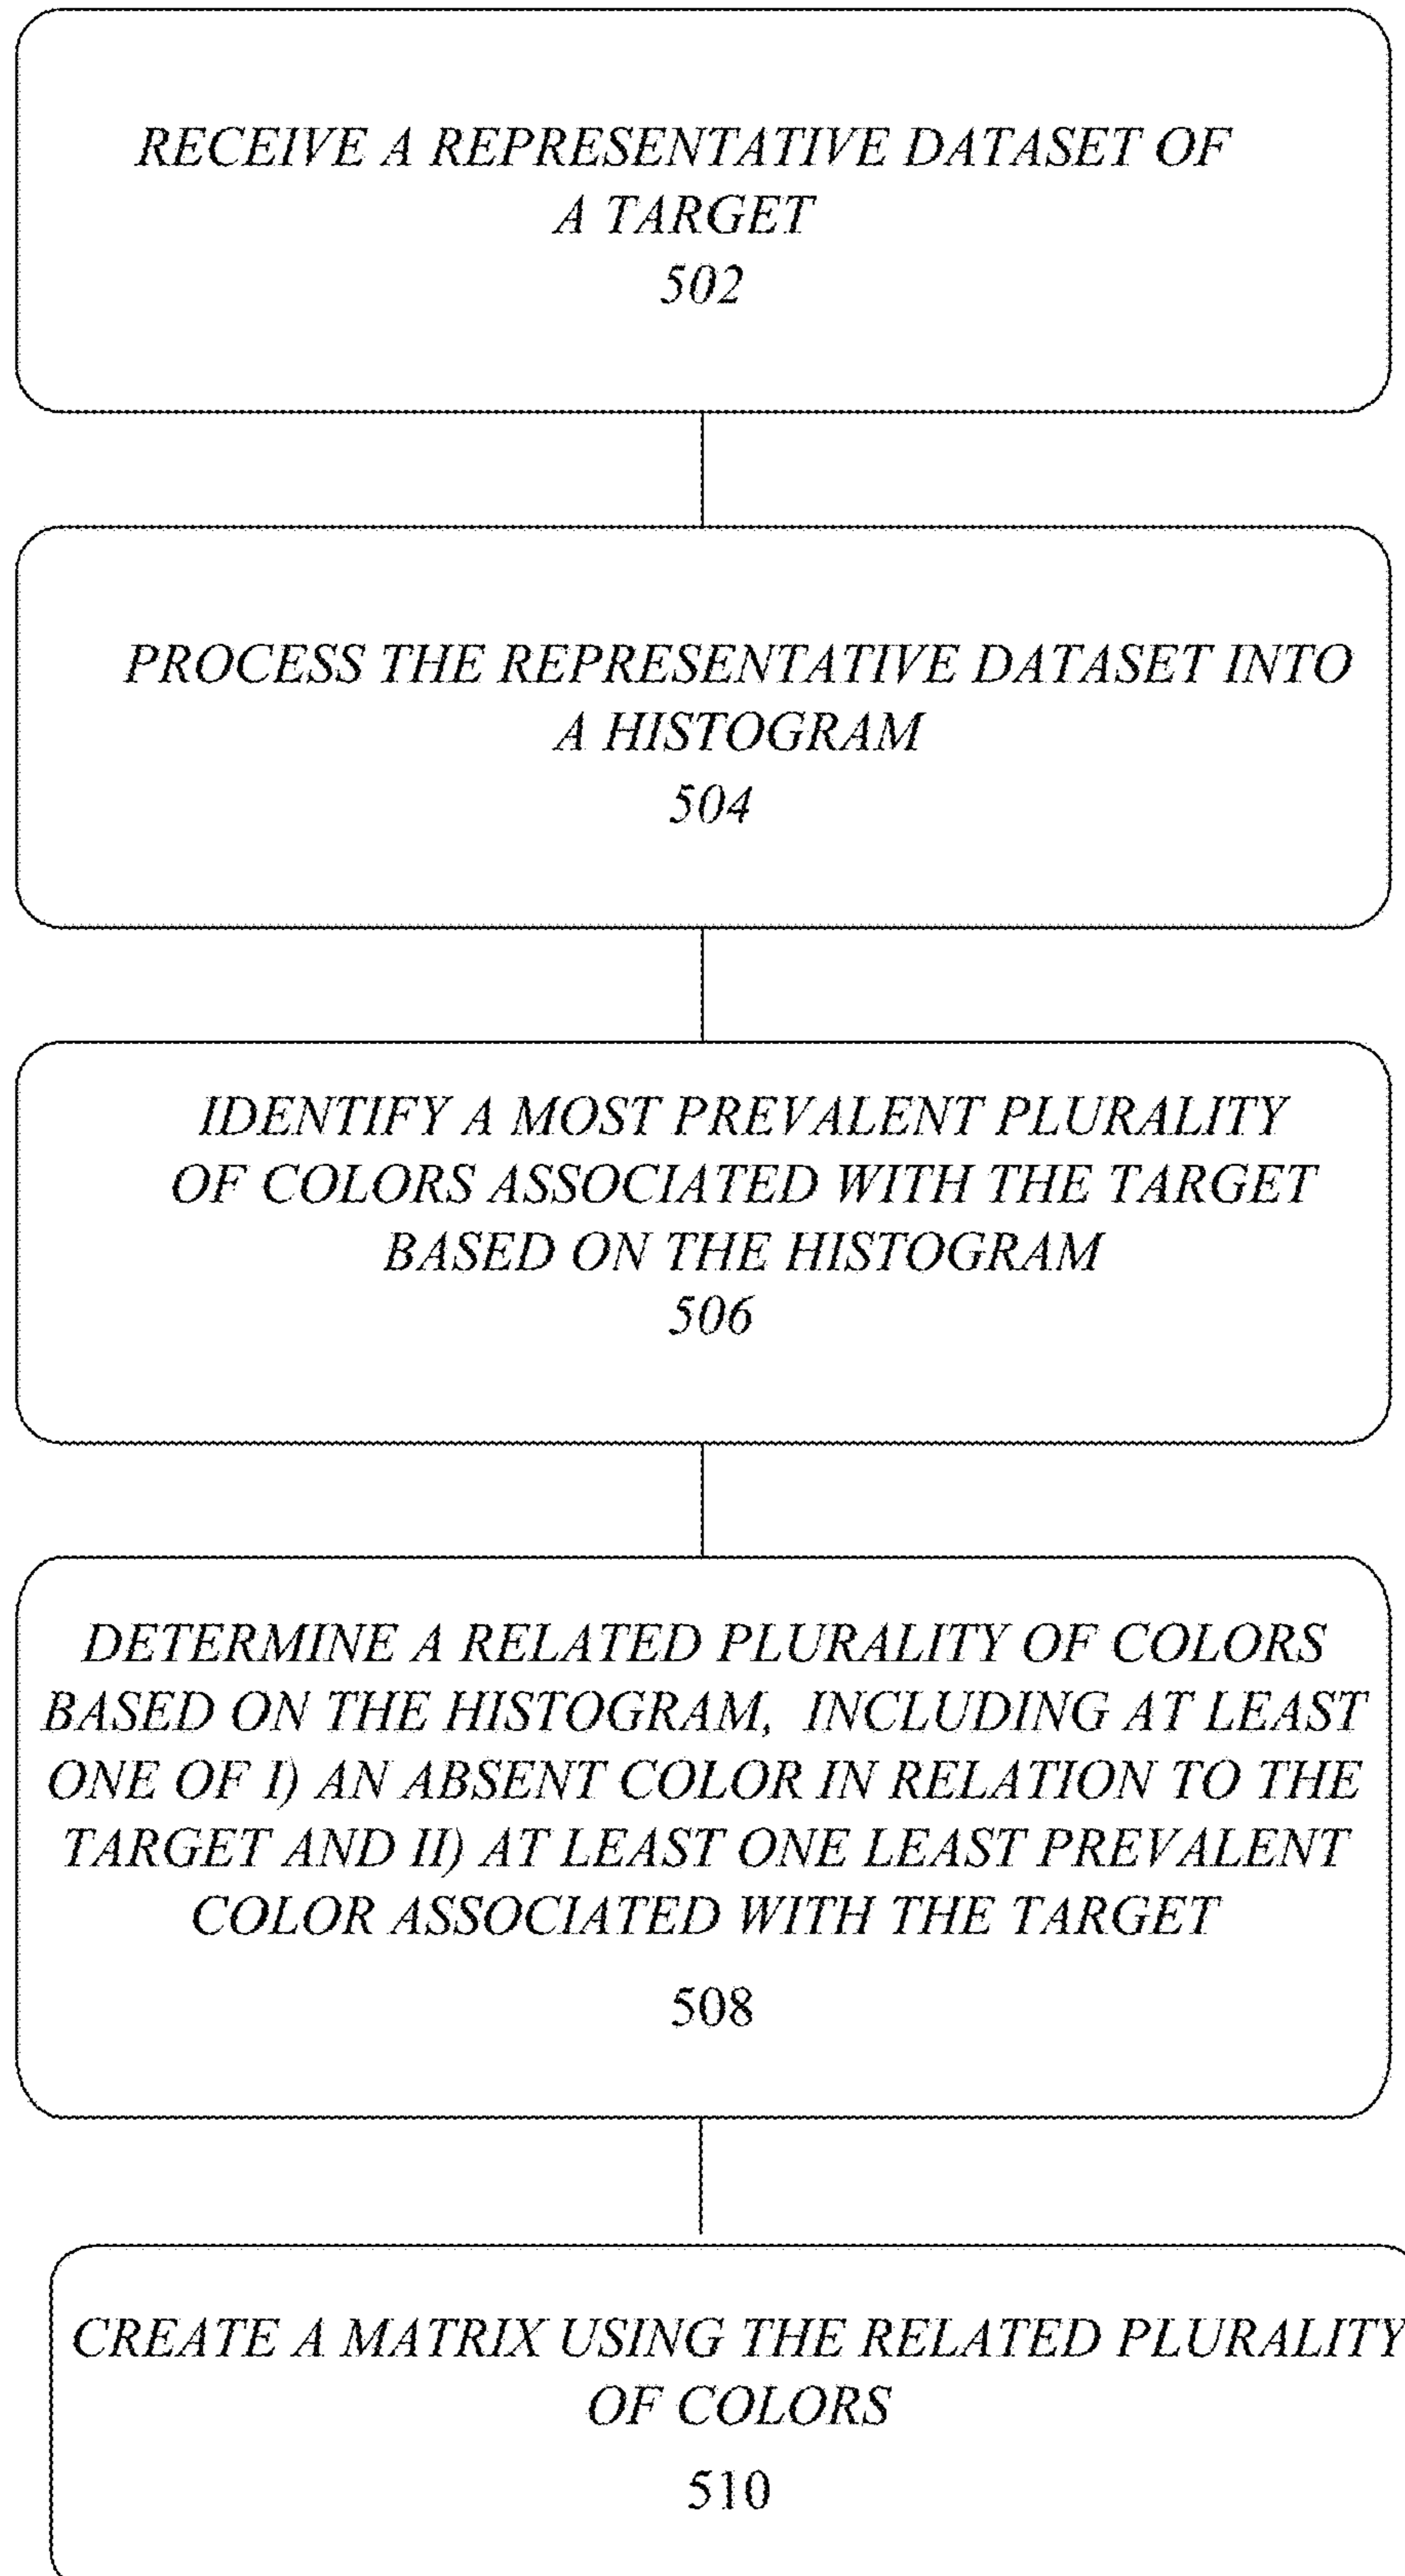 RECEIVE A REPRESENTATIVE DATASET OF
A TARGET
502
PROCESS THE REPRESENTATIVE DATASET INTO
A HISTOGRAM
504
IDENTIFY A MOST PREVALENT PLURALITY
OF COLORS ASSOCIATED WITH THE TARGET
BASED ON THE HISTOGRAM
506
DETERMINE A RELATED PLURALITY OF COLORS
BASED ON THE HISTOGRAM, INCLUDING AT LEAST
ONE OF I) AN ABSENT COLOR IN RELATION TO THE
TARGET AND II) AT LEAST ONE LEAST PREVALENT
COLOR ASSOCIATED WITH THE TARGET
508
CREATE A MATRIX USING THE RELATED PLURALITY
OF COLORS
510